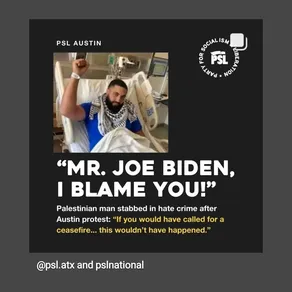 PSL AUSTIN
PARTY FOR SOCIALISM LIBERATION
PSL
“MR. JOE BIDEN,
I BLAME YOU!”
Palestinian man stabbed in hate crime after
Austin protest: “If you would have called for a
ceasefire... this wouldn’t have happened.”
@psl.atx and pslnational